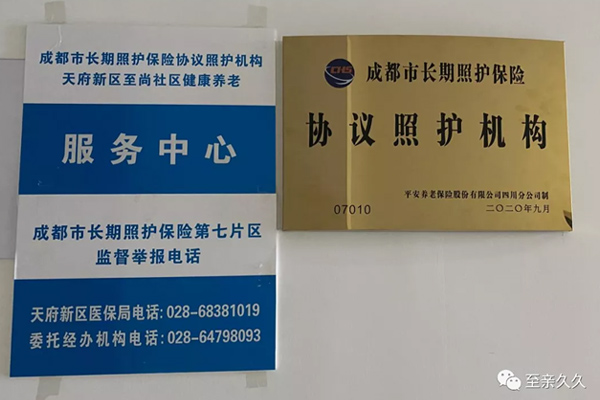 成都市长期照护保险协议照护机构
天府新区至尚社区健康养老
服务中心
成都市长期照护保险第七片区
监督举报电话
天府新区医保局电话:028-68381019
委托经办机构电话:028-64798093
CHS
成都市长期照护保险
协议照护机构
平安养老保险股份有限公司四川分公司制
07010
二〇二〇年九月
至亲久久